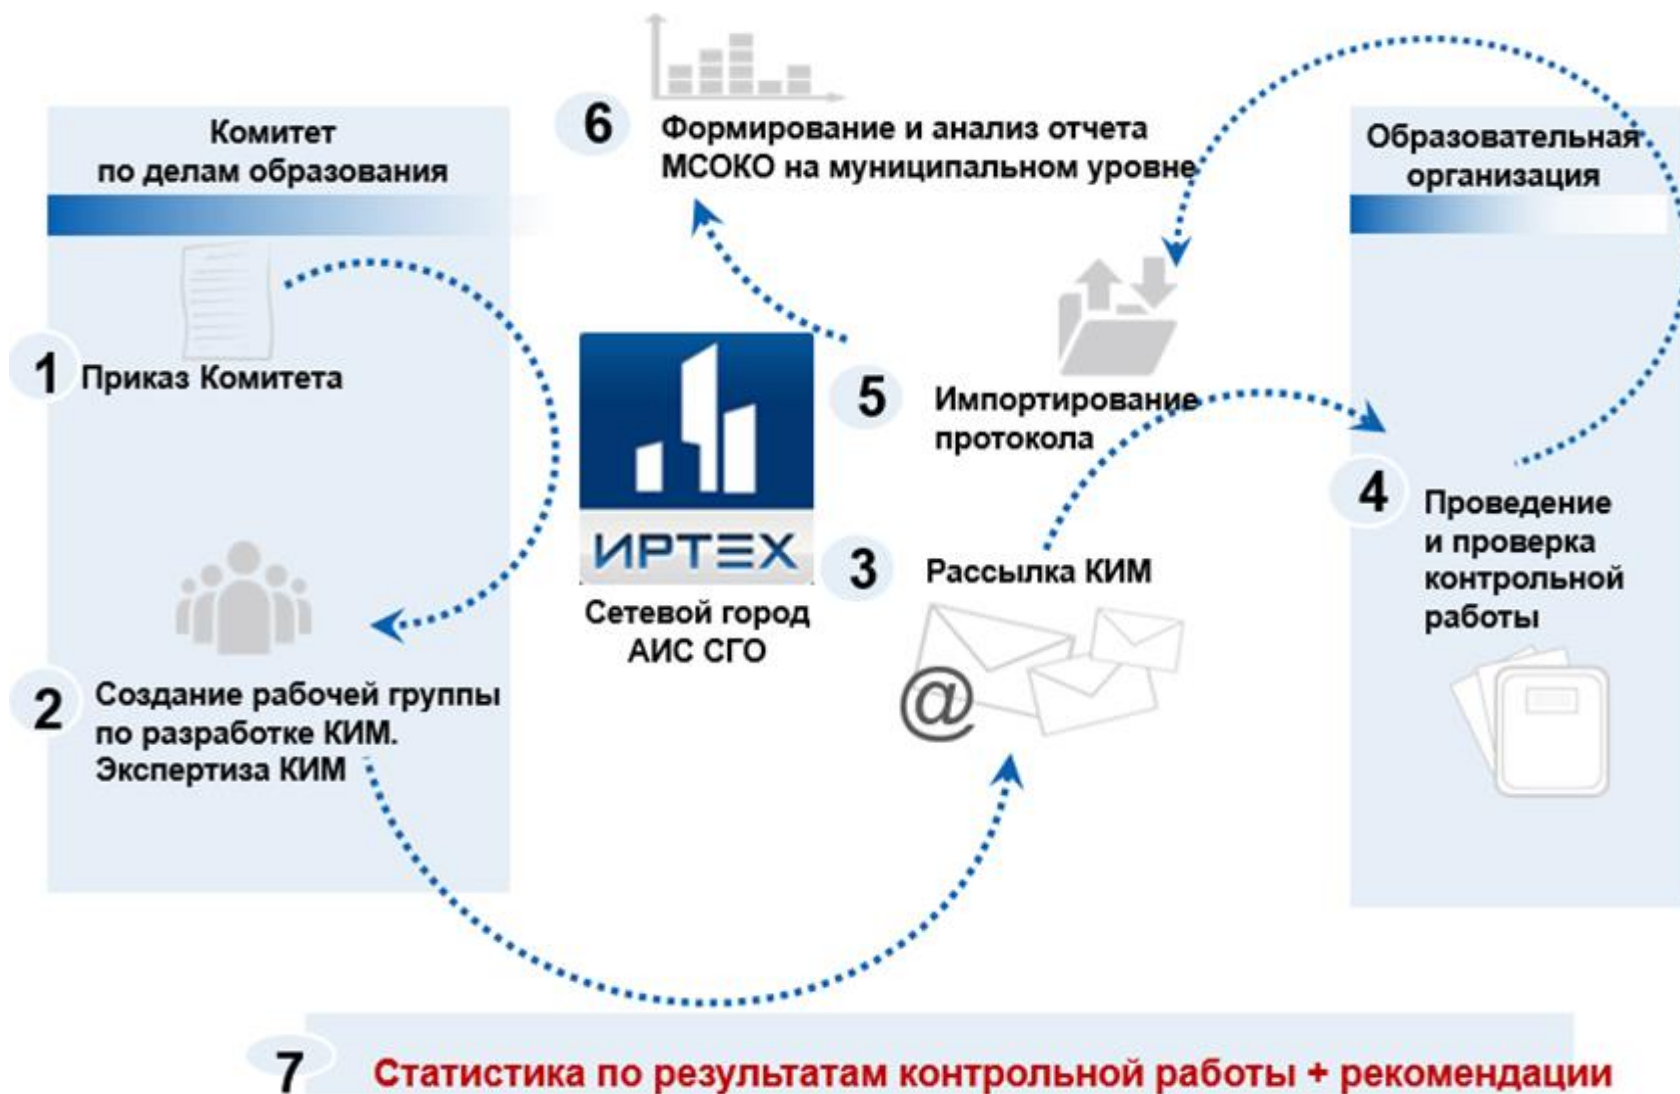 Комитет
по делам образования
1
Приказ Комитета
2
Создание рабочей группы
по разработке КИМ.
Экспертиза КИМ
6
Формирование и анализ отчета
МСОКО на муниципальном уровне
ИРТЕХ
Сетевой город
АИС СГО
5
Импортирование
протокола
3
Рассылка КИМ
@
Образовательная
организация
4
Проведение
и проверка
контрольной
работы
7
Статистика по результатам контрольной работы + рекомендации